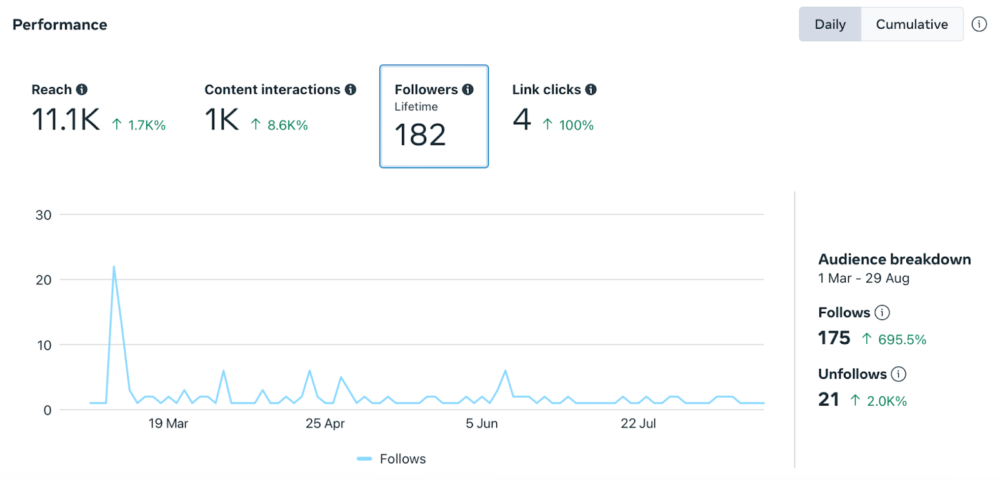 Performance
Daily Cumulative
Reach
11.1K ↑ 1.7K%
Content interactions
1K ↑ 8.6K%
Followers
Lifetime
182
Link clicks
4 ↑ 100%
30
20
10
0
19 Mar 25 Apr 5 Jun 22 Jul
Follows
Audience breakdown
1 Mar - 29 Aug
Follows
175 ↑ 695.5%
Unfollows
21 ↑ 2.0K%